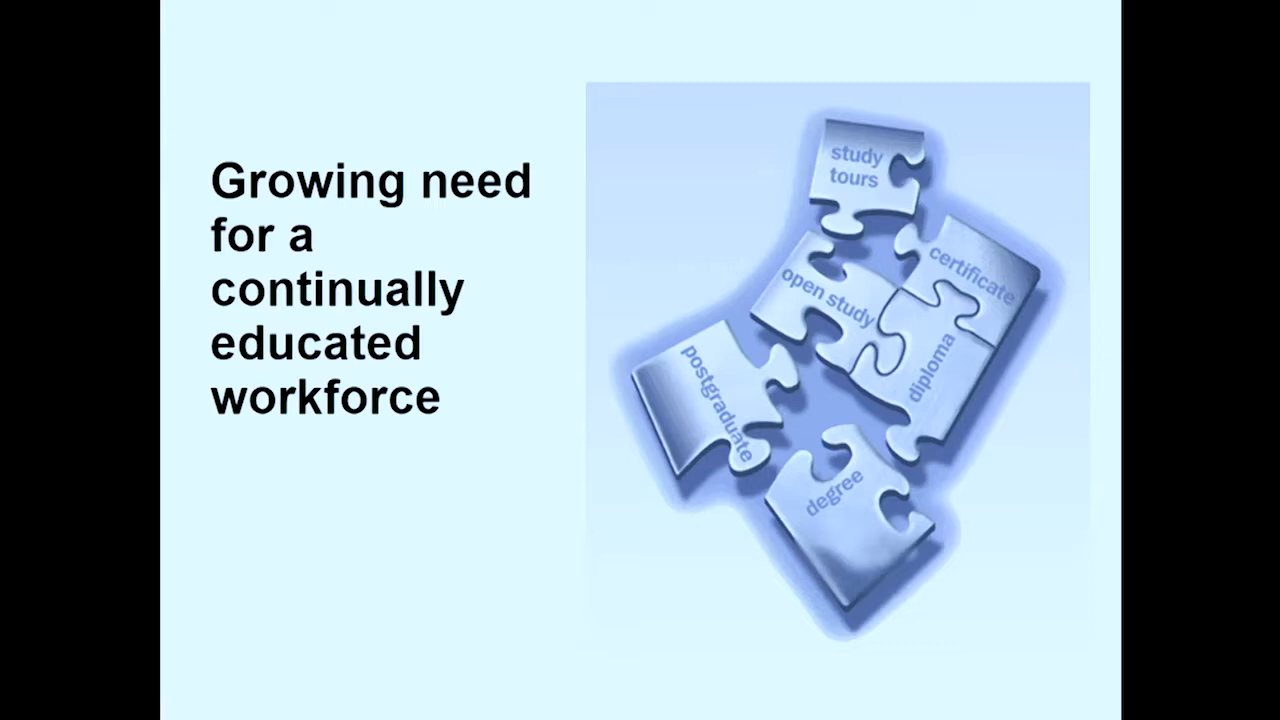 Growing need
for a
continually
educated
workforce
study
tours
certificate
open study
diploma
postgraduate
degree